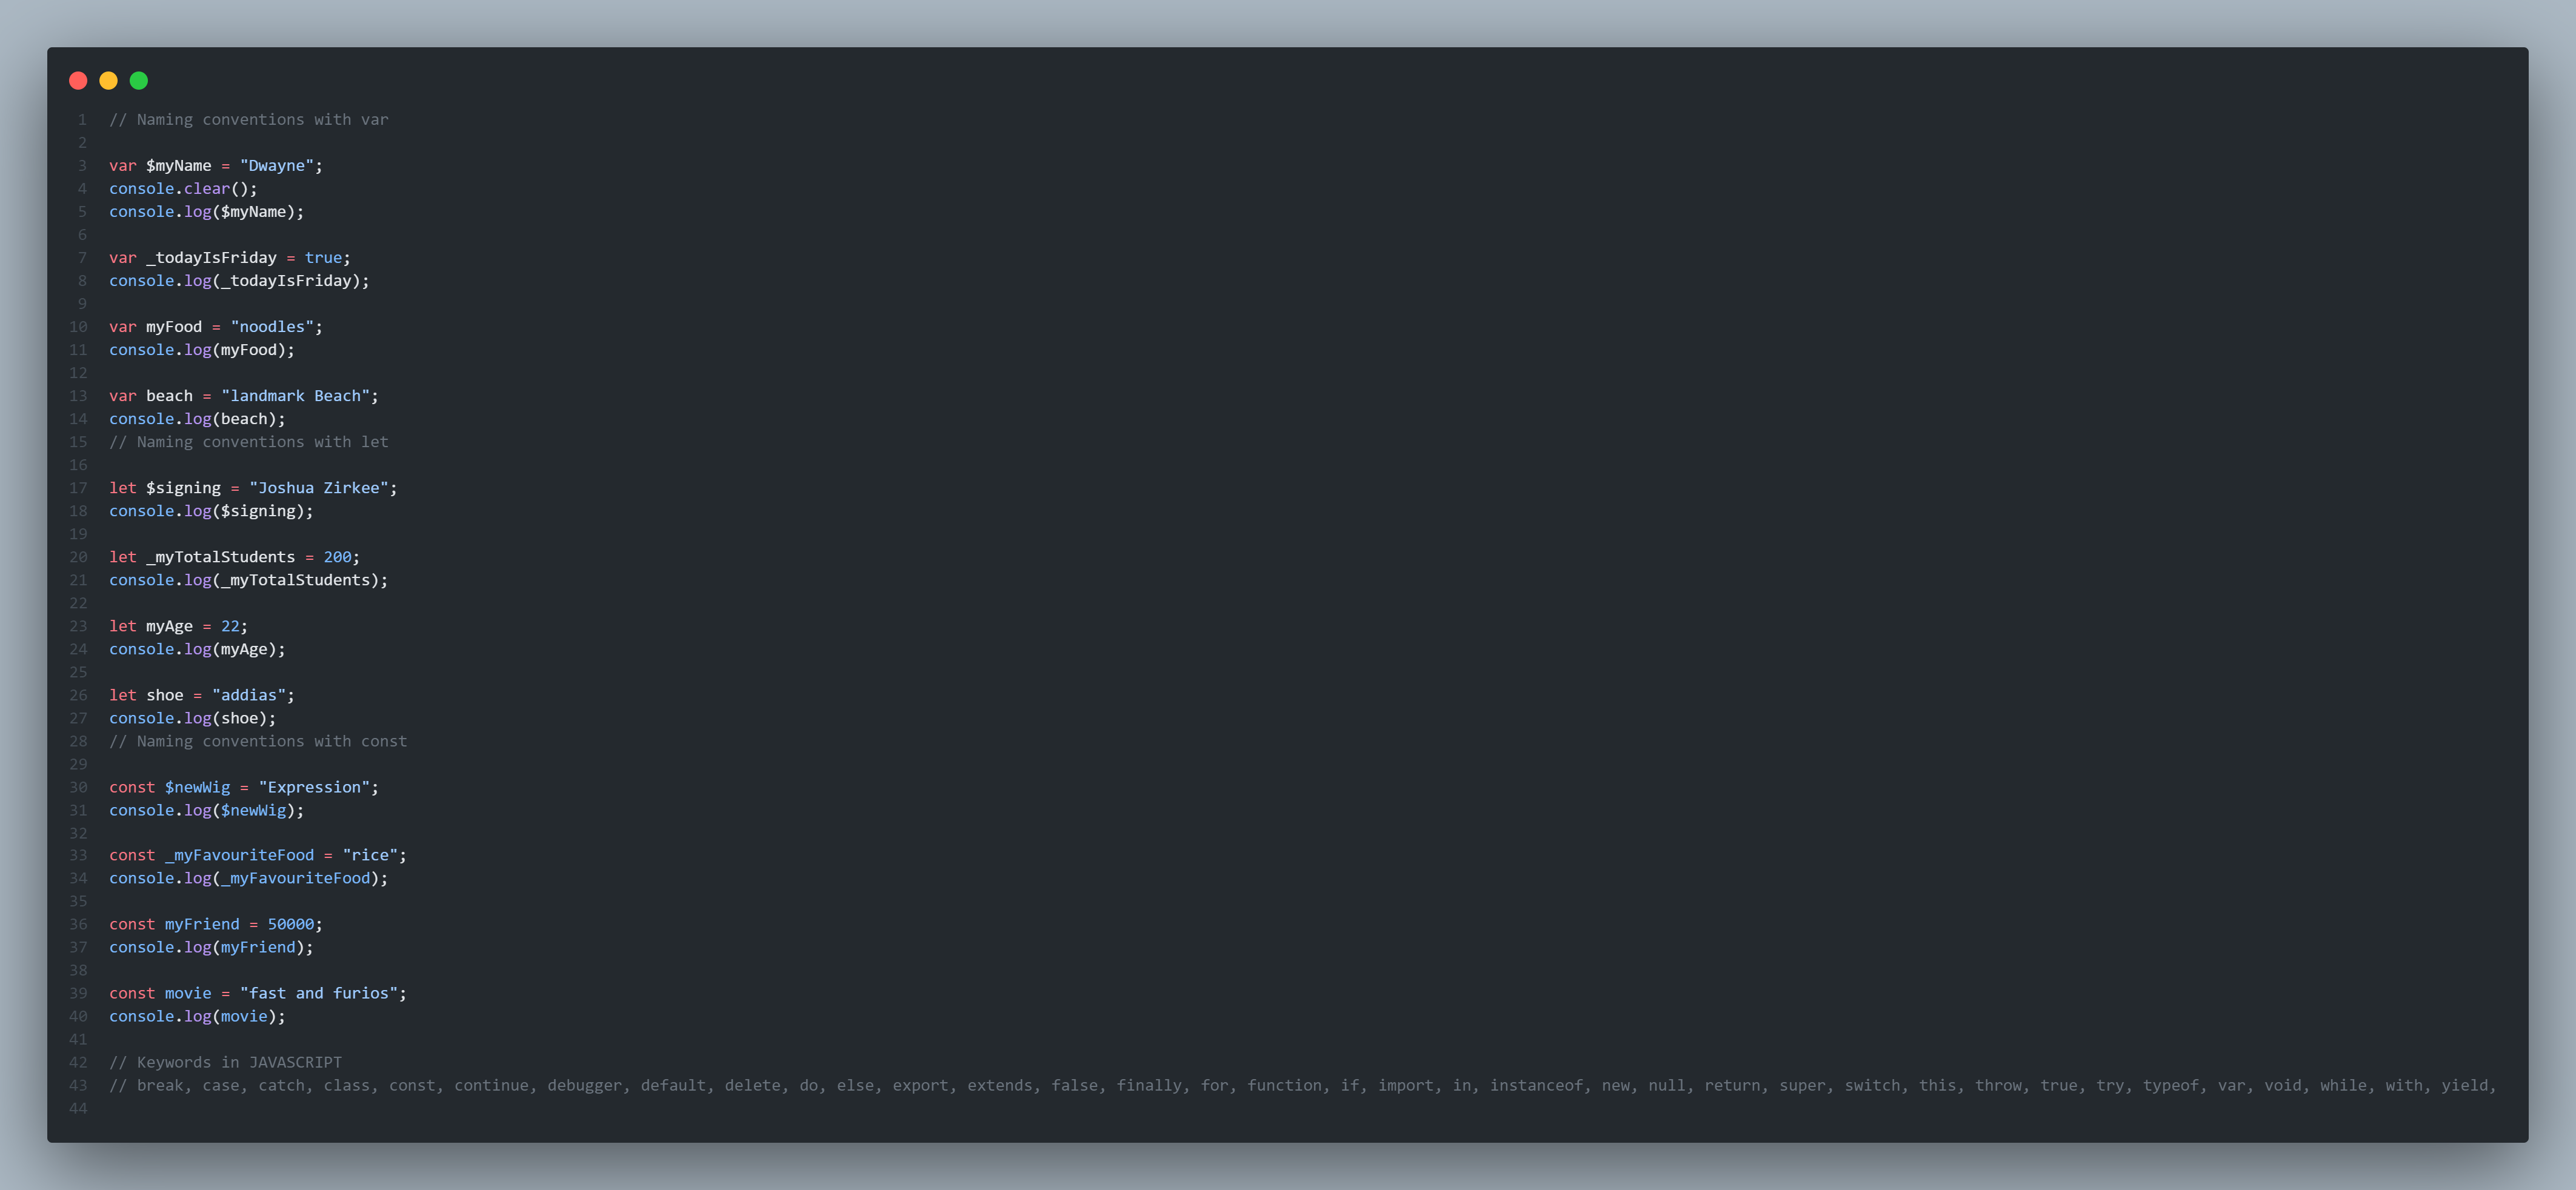 1 // Naming conventions with var
2
3 var $myName = "Dwayne";
4 console.clear();
5 console.log($myName);
6
7 var _todayIsFriday = true;
8 console.log(_todayIsFriday);
9
10 var myFood = "noodles";
11 console.log(myFood);
12
13 var beach = "landmark Beach";
14 console.log(beach);
15 // Naming conventions with let
16
17 let $signing = "Joshua Zirkee";
18 console.log($signing);
19
20 let _myTotalStudents = 200;
21 console.log(_myTotalStudents);
22
23 let myAge = 22;
24 console.log(myAge);
25
26 let shoe = "addias";
27 console.log(shoe);
28 // Naming conventions with const
29
30 const $newWig = "Expression";
31 console.log($newWig);
32
33 const _myFavouriteFood = "rice";
34 console.log(_myFavouriteFood);
35
36 const myFriend = 50000;
37 console.log(myFriend);
38
39 const movie = "fast and furios";
40 console.log(movie);
41
42 // Keywords in JAVASCRIPT
43 // break, case, catch, class, const, continue, debugger, default, delete, do, else, export, extends, false, finally, for, function, if, import, in, instanceof, new, null, return, super, switch, this, throw, true, try, typeof, var, void, while, with, yield,
44